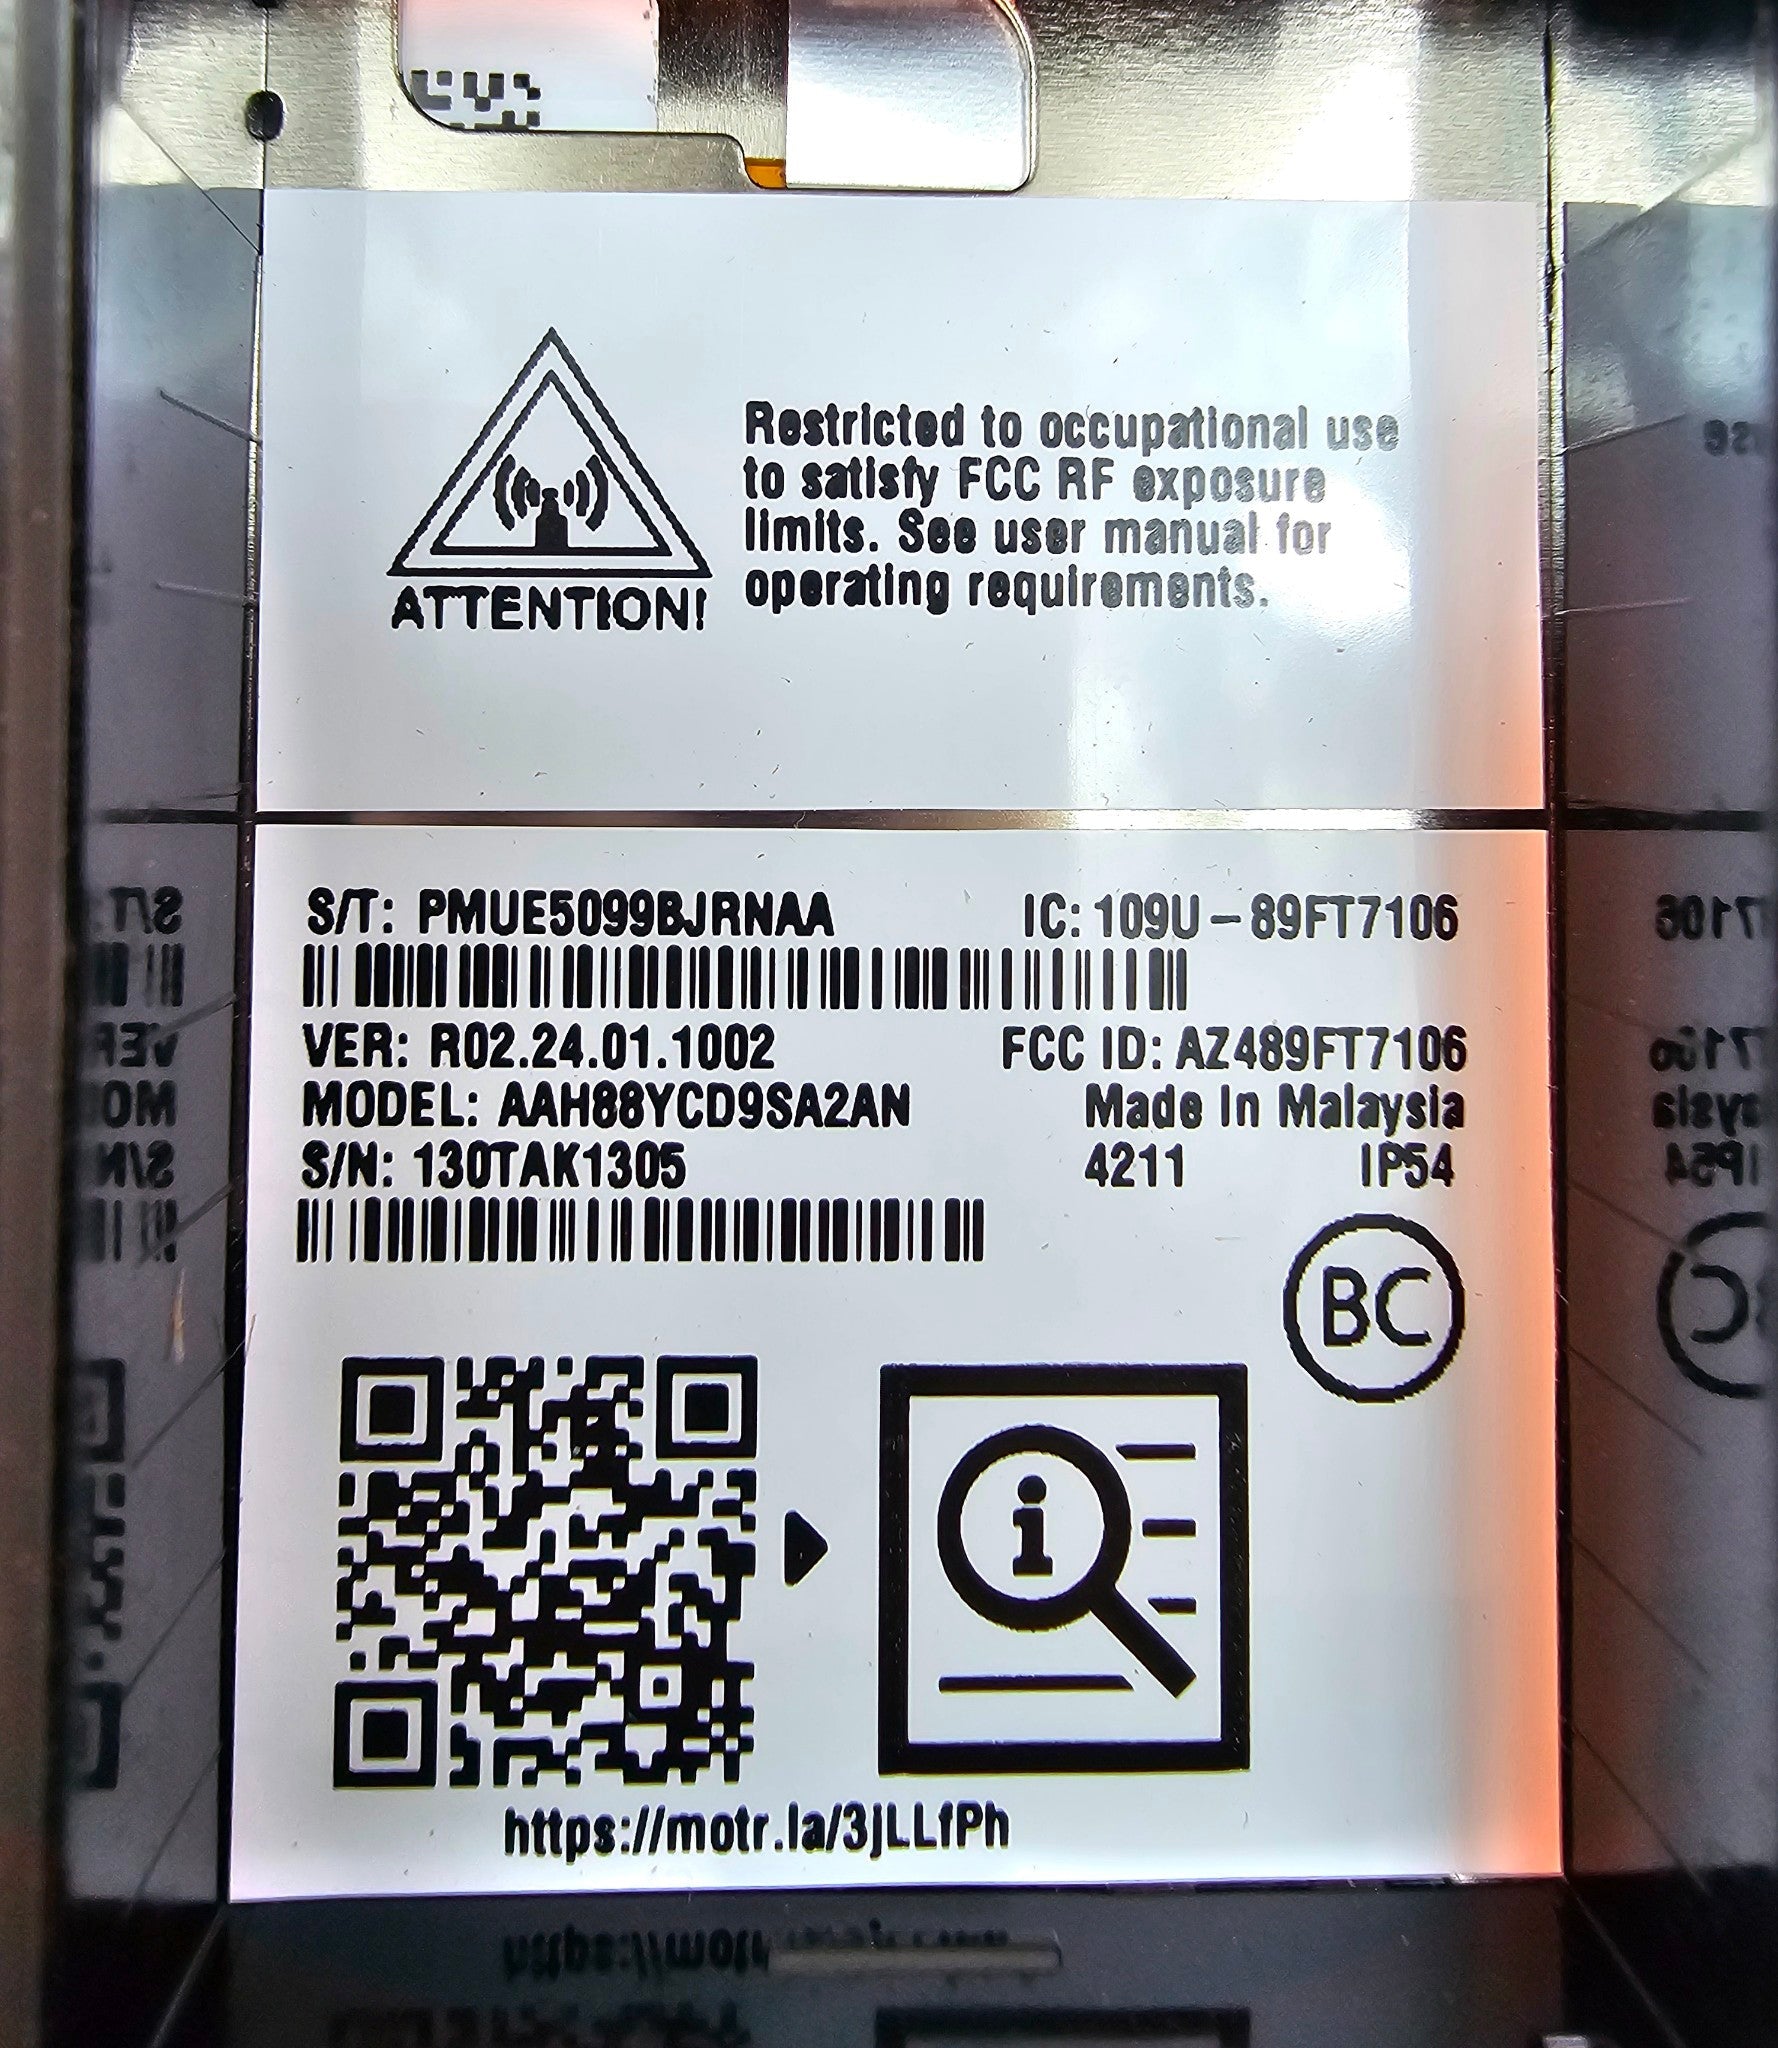 ATTENTION!
Restricted to occupational use
to satisfy FCC RF exposure
limits. See user manual for
operating requirements.
S/T: PMUE5099BJRNAA
IC: 109U-89FT7106
VER: R02.24.01.1002
FCC ID: AZ489FT7106
MODEL: AAH88YCD9SA2AN
Made In Malaysia
S/N: 130TAK1305
4211 IP54
BC
i
https://motr.la/3jLLfPh